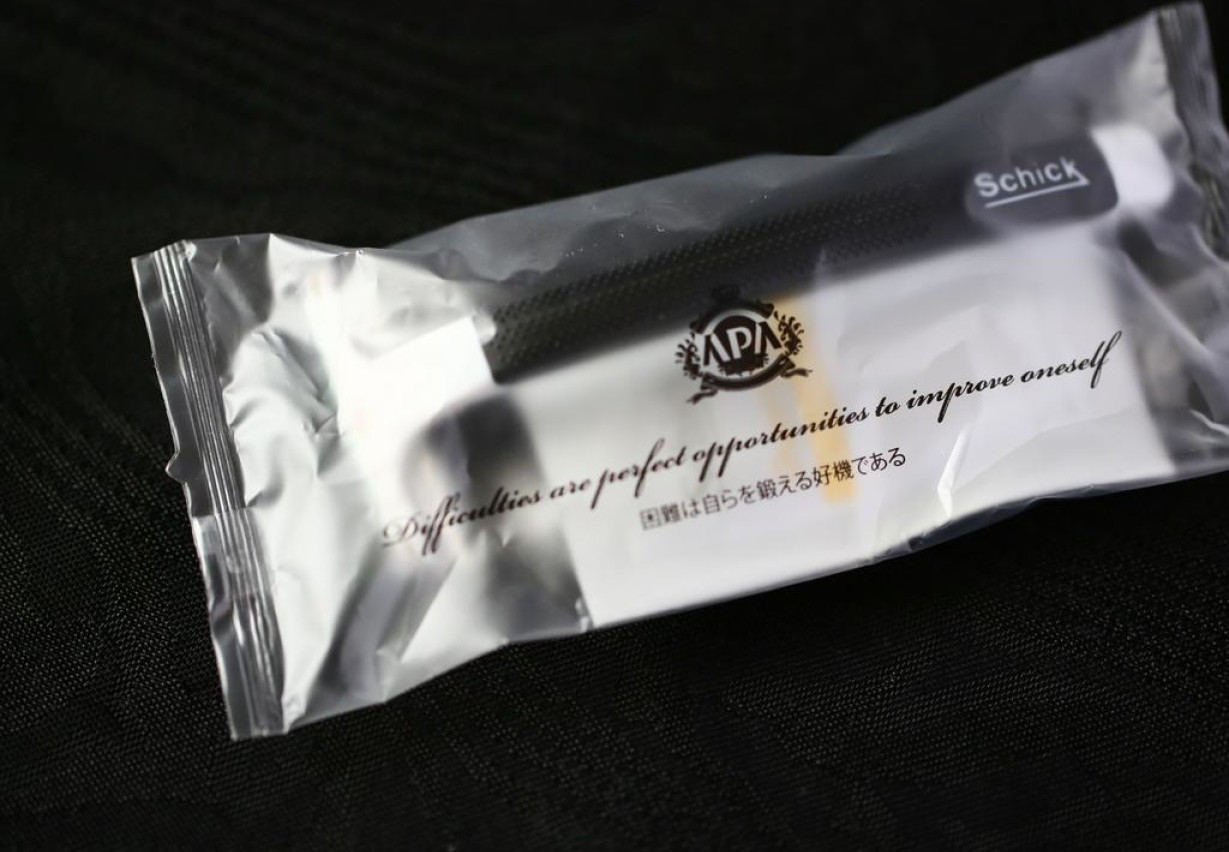 Schick
APA
Difficulties are perfect opportunities to improve oneself
困難は自らを鍛える好機である